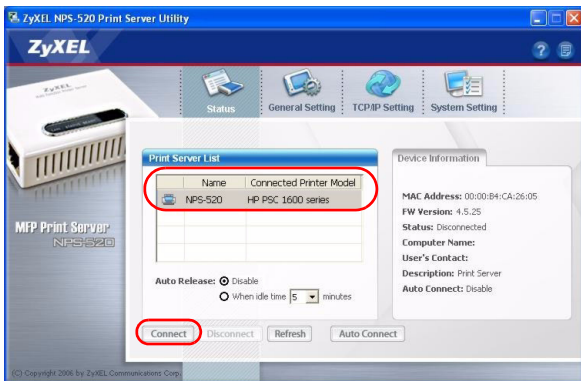 ZyXEL NPS-520 Print Server Utility
ZyXEL
Status
General Setting
TCP/IP Setting
System Setting
ZyXEL
MFP Print Server
NPS-520
Print Server List
Name Connected Printer Model
NPS-520 HP PSC 1600 series
Auto Release: Disable
When idle time 5 minutes
Connect Disconnect Refresh Auto Connect
Device Information
MAC Address: 00:00:B4:CA:26:05
FW Version: 4.5.25
Status: Disconnected
Computer Name:
User's Contact:
Description: Print Server
Auto Connect: Disable
(C) Copyright 2006 by ZyXEL Communications Corp.